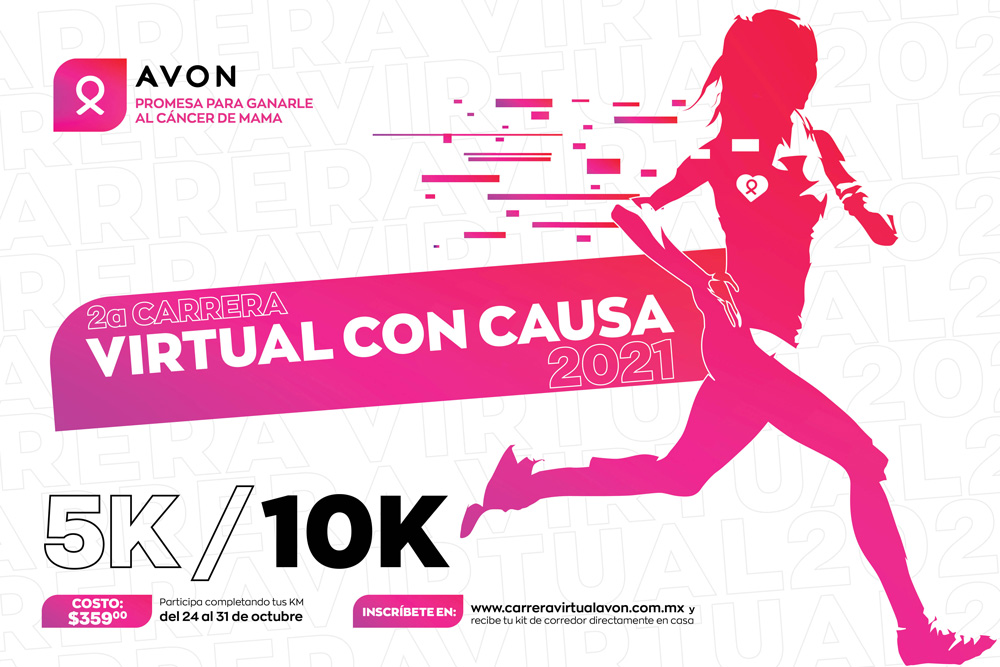 AVON
PROMESA PARA GANARLE
AL CÁNCER DE MAMA
2a CARRERA
VIRTUAL CON CAUSA
2021
5K / 10K
COSTO:
$359⁰⁰
Participa completando tus KM
del 24 al 31 de octubre
INSCRÍBETE EN:
www.carreravirtualavon.com.mx y
recibe tu kit de corredor directamente en casa